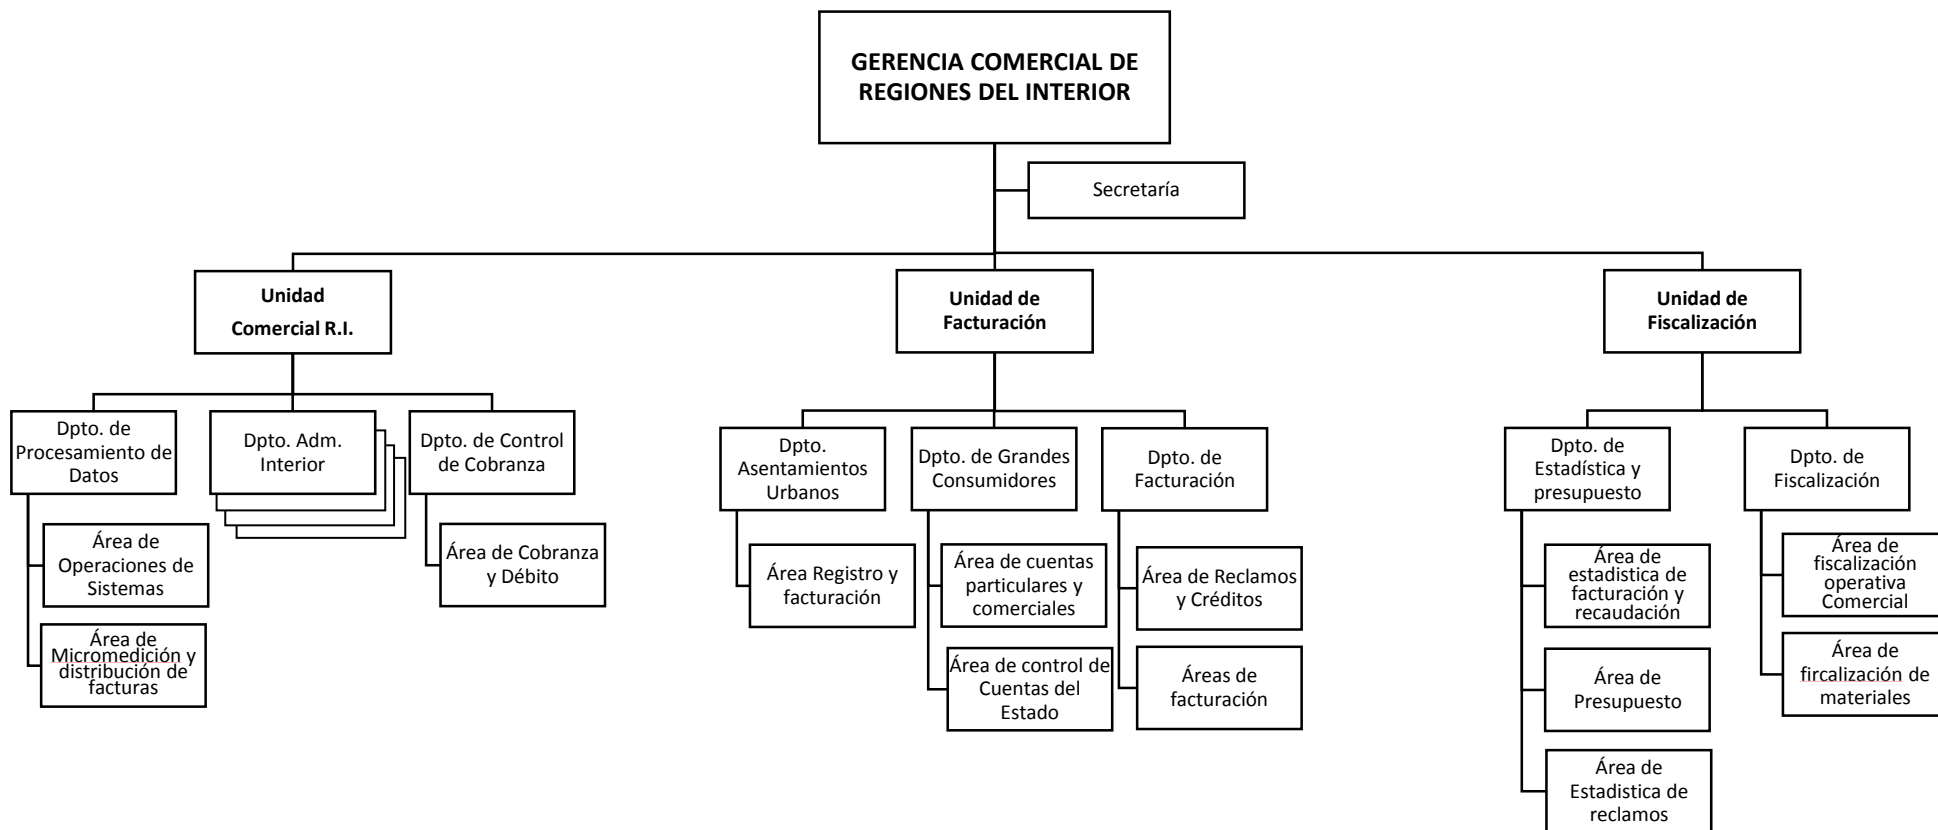 GERENCIA COMERCIAL DE
REGIONES DEL INTERIOR
Secretaría
Unidad
Comercial R.I.
Unidad de
Facturación
Unidad de
Fiscalización
Dpto. de
Procesamiento de
Datos
Dpto. Adm.
Interior
Dpto. de Control
de Cobranza
Dpto.
Asentamientos
Urbanos
Dpto. de Grandes
Consumidores
Dpto. de
Facturación
Dpto. de
Estadística y
presupuesto
Dpto. de
Fiscalización
Área de
Operaciones de
Sistemas
Área de
Micromedición y
distribución de
facturas
Área de Cobranza
y Débito
Área Registro y
facturación
Área de cuentas
particulares y
comerciales
Área de control de
Cuentas del
Estado
Área de Reclamos
y Créditos
Áreas de
facturación
Área de
estadistica de
facturación y
recaudación
Área de
Presupuesto
Área de
Estadistica de
reclamos
Área de
fiscalización
operativa
Comercial
Área de
fircalización de
materiales